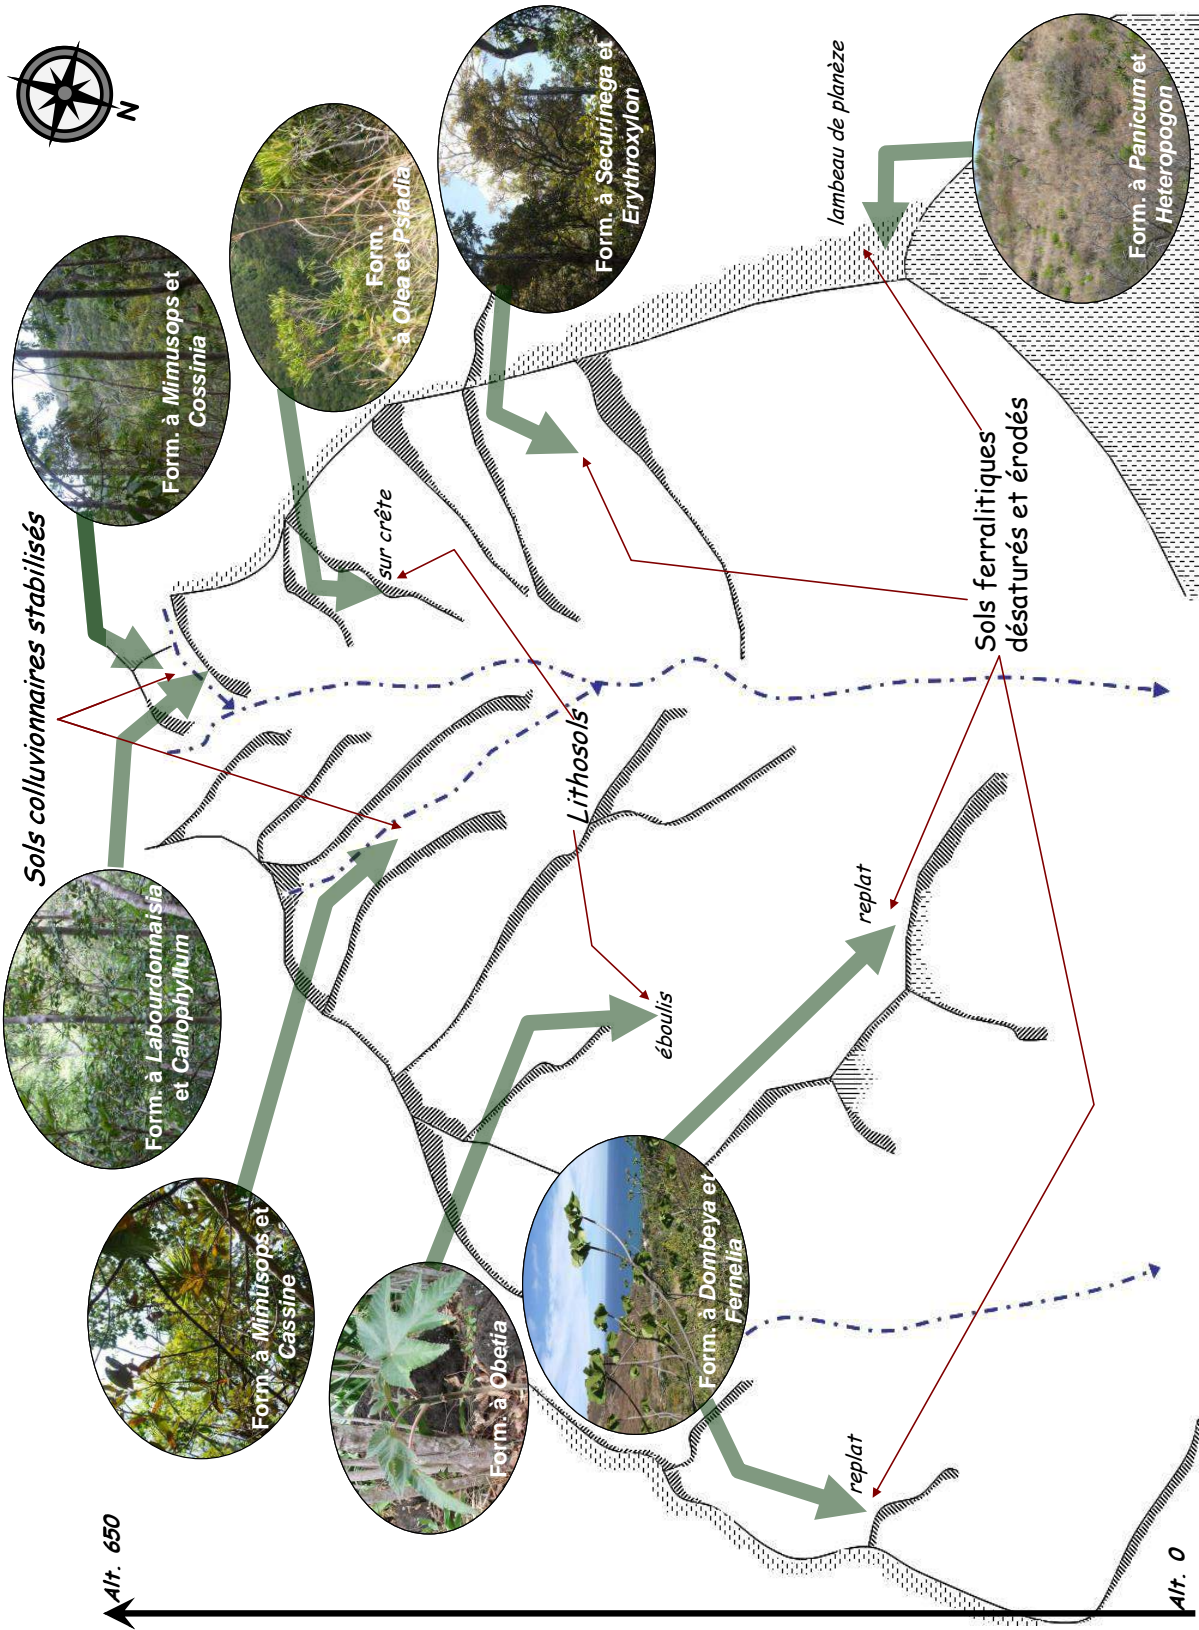 Alt. 650
Alt. 0
Sols colluvionnaires stabilisés
Form. à Mimusops et
Cassine
Form. à Labourdonnaisia
et Callophyllum
Form. à Mimusops et
Cossinia
Form. à Obetia
Form.
à Olea et Psiadia
sur crête
Form. à Securinega et
Erythroxylon
Lithosols
éboulis
Form. à Dombeya et
Fernelia
replat
replat
lambeau de planèze
Sols ferralitiques
désaturés et érodés
Form. à Panicum et
Heteropogon
N